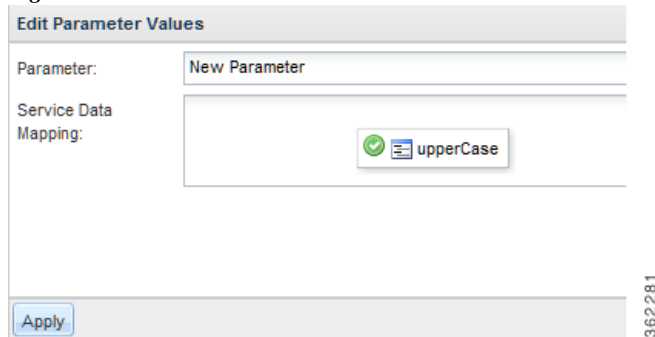 Edit Parameter Values
Parameter: New Parameter
Service Data
Mapping:
upperCase
Apply
362281